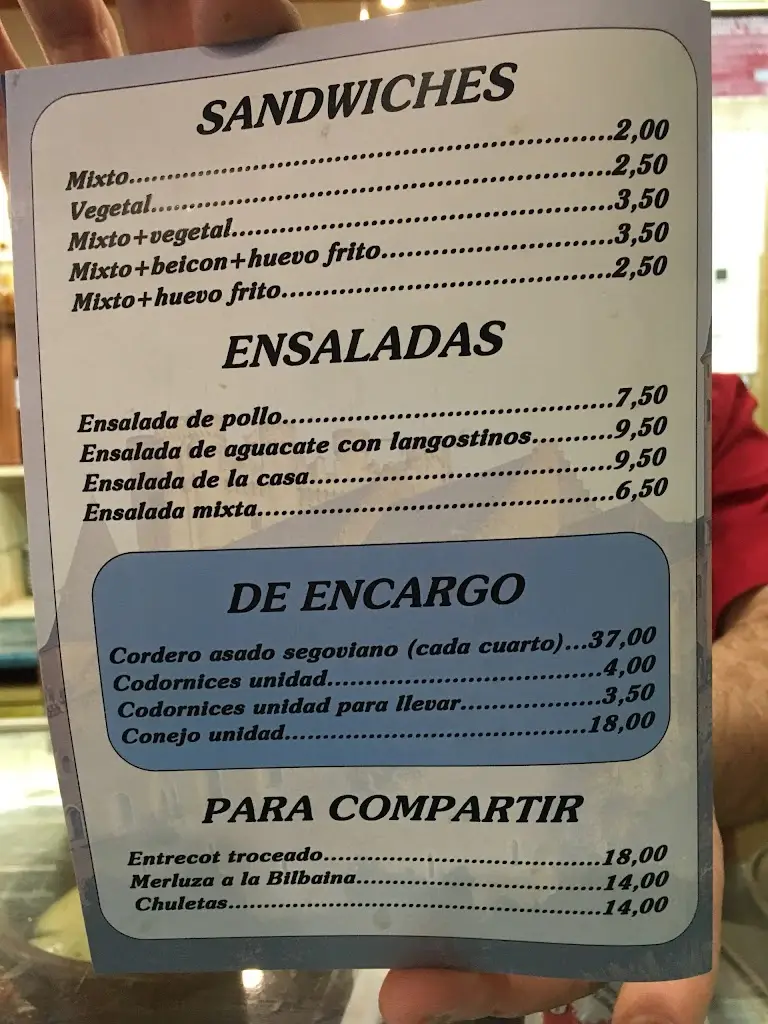 SANDWICHES
Mixto..........................................................2,00
Vegetal.......................................................2,50
Mixto+vegetal.............................................3,50
Mixto+beicon+huevo frito............................3,50
Mixto+huevo frito........................................2,50
ENSALADAS
Ensalada de pollo........................................7,50
Ensalada de aguacate con langostinos..........9,50
Ensalada de la casa.....................................9,50
Ensalada mixta............................................6,50
DE ENCARGO
Cordero asado segoviano (cada cuarto)...37,00
Codornices unidad...................................4,00
Codornices unidad para llevar..................3,50
Conejo unidad.......................................18,00
PARA COMPARTIR
Entrecot troceado....................................18,00
Merluza a la Bilbaina...............................14,00
Chuletas.................................................14,00